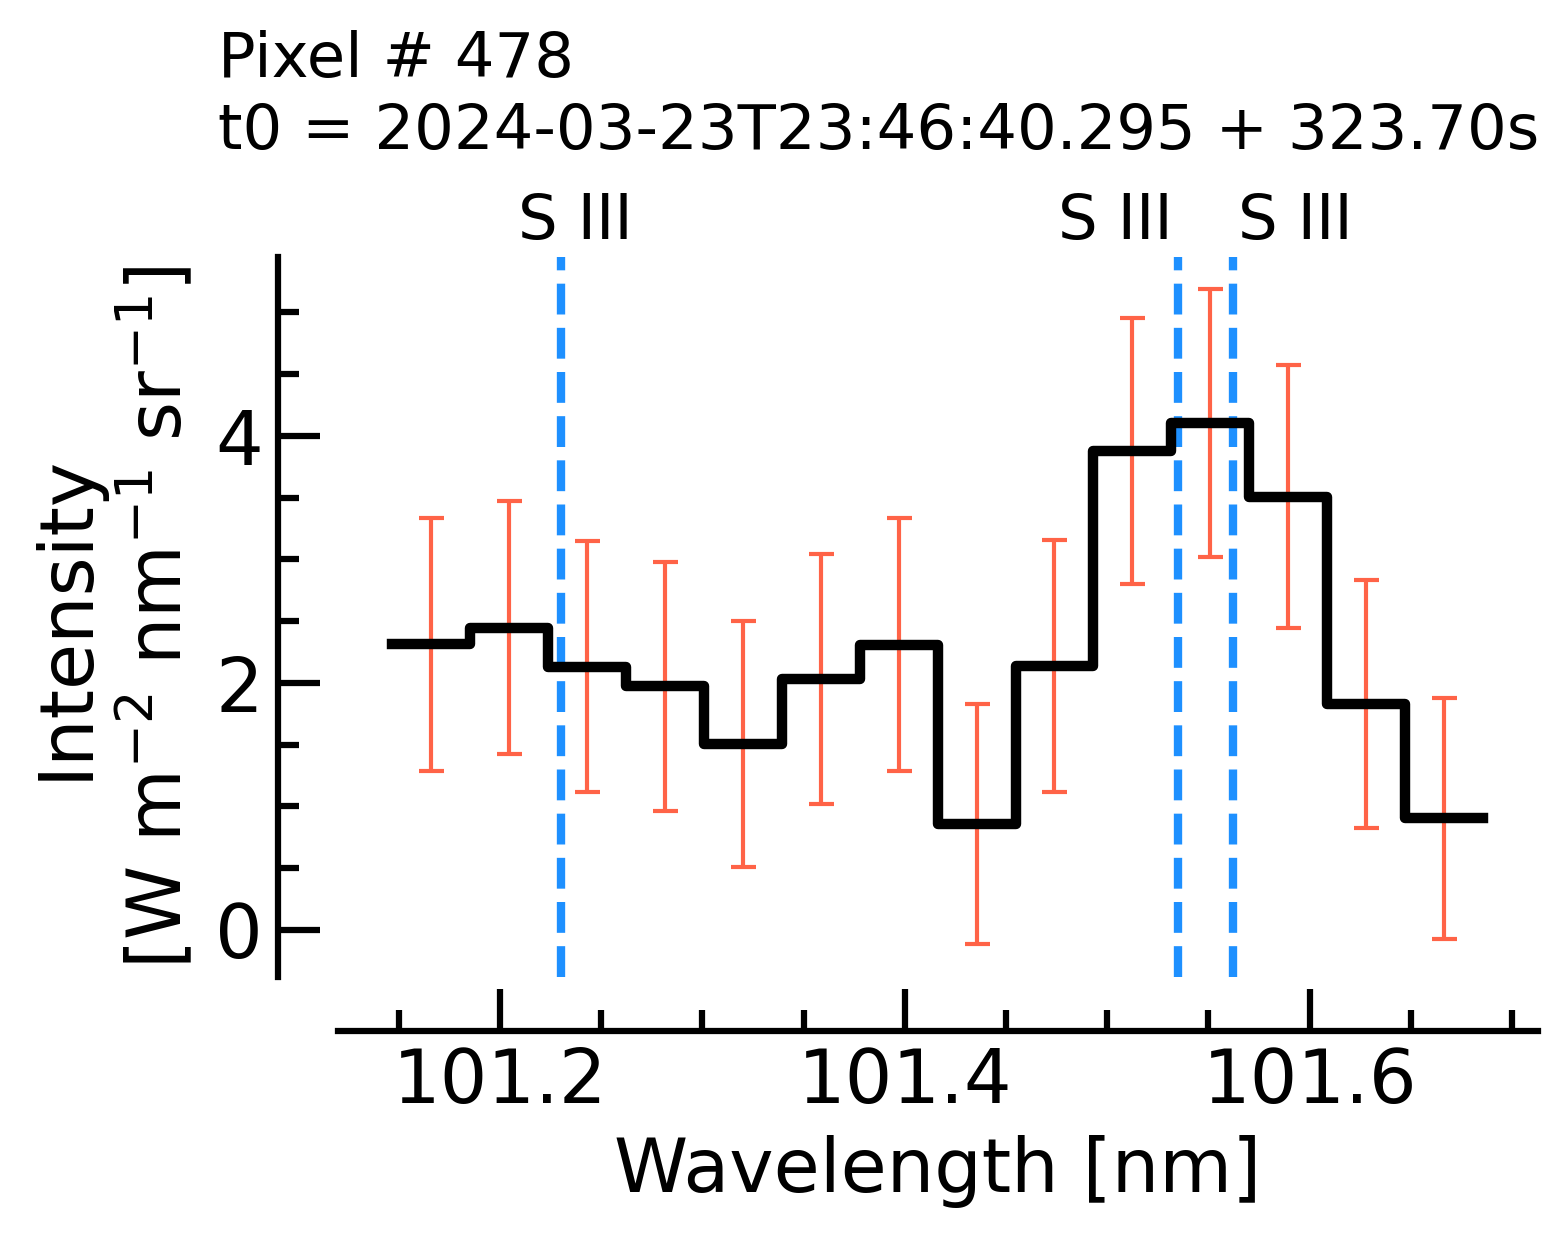 Pixel # 478
t0 = 2024-03-23T23:46:40.295 + 323.70s
S III S III S III
Intensity
[W m⁻² nm⁻¹ sr⁻¹]
4
2
0
101.2 101.4 101.6
Wavelength [nm]